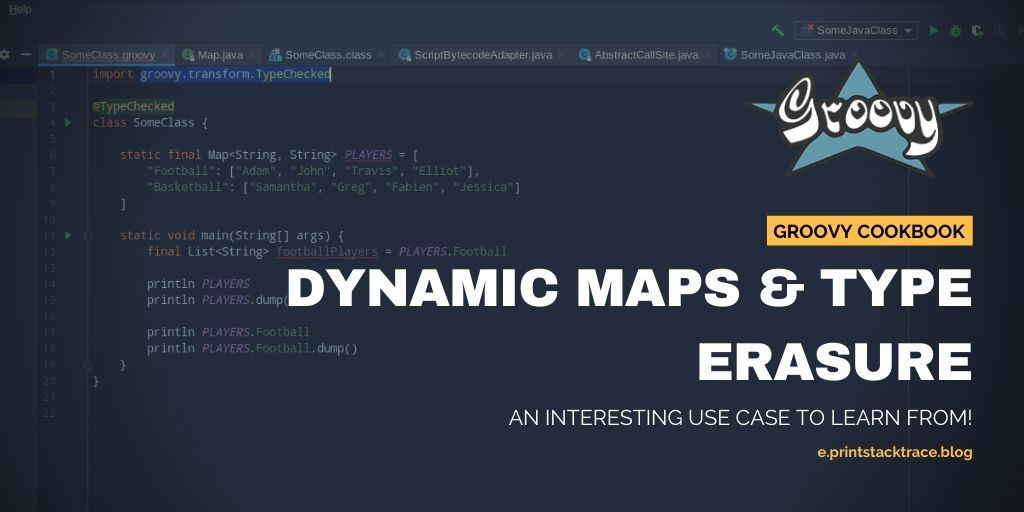 Help
SomeJavaClass
SomeClass.groovy Map.java SomeClass.class ScriptBytecodeAdapter.java AbstractCallSite.java SomeJavaClass.java
1 import groovy.transform.TypeChecked
2
3 @TypeChecked
4 class SomeClass {
5
6 static final Map<String, String> PLAYERS = [
7 "Football": ["Adam", "John", "Travis", "Elliot"],
8 "Basketball": ["Samantha", "Greg", "Fabien", "Jessica"]
9 ]
10
11 static void main(String[] args) {
12 final List<String> footballPlayers = PLAYERS.Football
13
14 println PLAYERS
15 println PLAYERS.dump(
16
17 println PLAYERS.Football
18 println PLAYERS.Football.dump()
19 }
20 }
21
22
Groovy
GROOVY COOKBOOK
DYNAMIC MAPS & TYPE
ERASURE
AN INTERESTING USE CASE TO LEARN FROM!
e.printstacktrace.blog